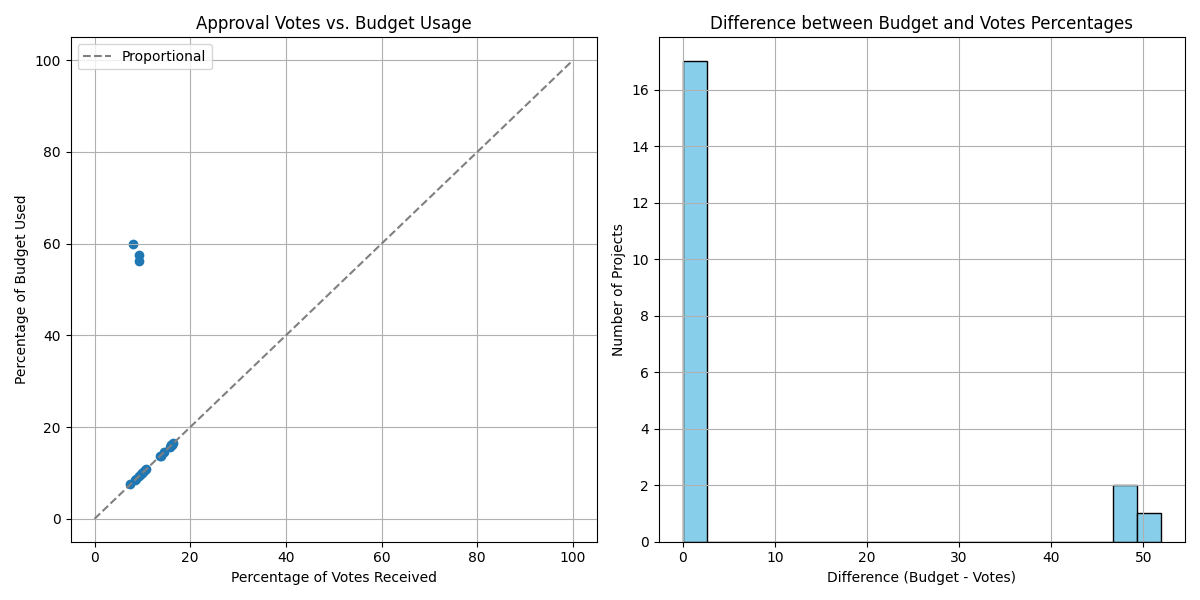 Approval Votes vs. Budget Usage
Proportional
100
80
60
40
20
0
0 20 40 60 80 100
Percentage of Budget Used
Percentage of Votes Received
Difference between Budget and Votes Percentages
16
14
12
10
8
6
4
2
0
0 10 20 30 40 50
Number of Projects
Difference (Budget - Votes)